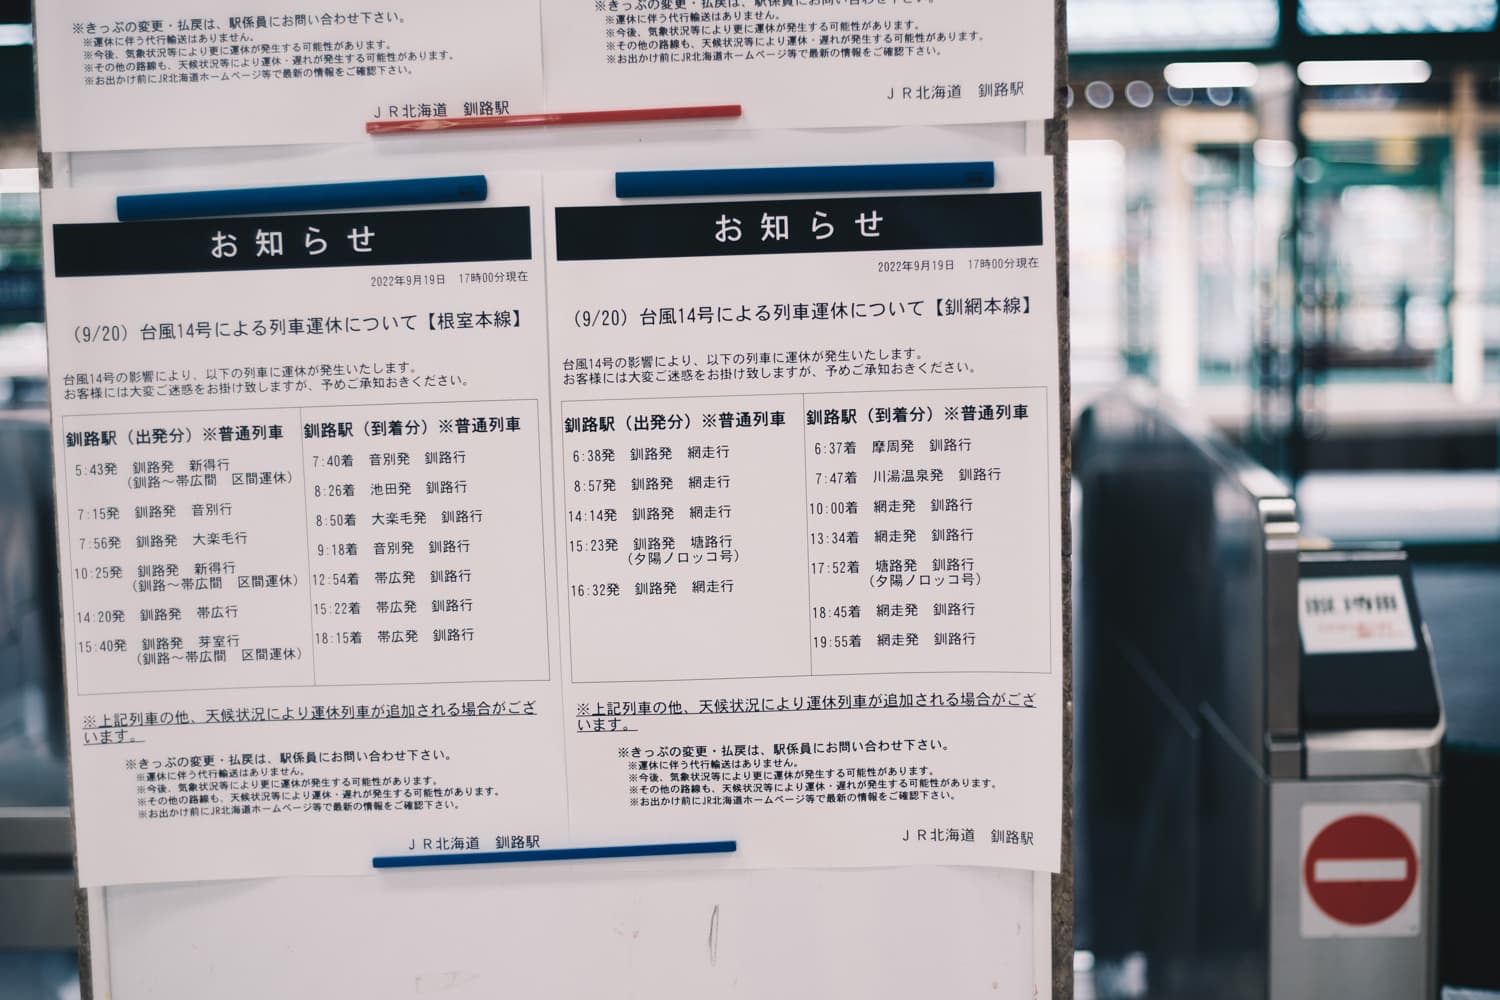 ※きっぷの変更・払戻は、駅係員にお問い合わせ下さい。
※運休に伴う代行輸送はありません。
※今後、気象状況等により更に運休が発生する可能性があります。
※その他の路線も、天候状況等により運休・遅れが発生する可能性があります。
※お出かけ前にJR北海道ホームページ等で最新の情報をご確認下さい。
ＪＲ北海道　釧路駅
※きっぷの変更・払戻は、駅係員にお問い合わせ下さい。
※運休に伴う代行輸送はありません。
※今後、気象状況等により更に運休が発生する可能性があります。
※その他の路線も、天候状況等により運休・遅れが発生する可能性があります。
※お出かけ前にJR北海道ホームページ等で最新の情報をご確認下さい。
ＪＲ北海道　釧路駅
お知らせ
2022年9月19日　17時00分現在
（9/20）台風14号による列車運休について【根室本線】
台風14号の影響により、以下の列車に運休が発生いたします。
お客様には大変ご迷惑をお掛け致しますが、予めご承知おきください。
釧路駅（出発分）※普通列車
5:43発　釧路発　新得行
（釧路～帯広間　区間運休）
7:15発　釧路発　音別行
7:56発　釧路発　大楽毛行
10:25発　釧路発　新得行
（釧路～帯広間　区間運休）
14:20発　釧路発　帯広行
15:40発　釧路発　芽室行
（釧路～帯広間　区間運休）
釧路駅（到着分）※普通列車
7:40着　音別発　釧路行
8:26着　池田発　釧路行
8:50着　大楽毛発　釧路行
9:18着　音別発　釧路行
12:54着　帯広発　釧路行
15:22着　帯広発　釧路行
18:15着　帯広発　釧路行
※上記列車の他、天候状況により運休列車が追加される場合がござ
います。
※きっぷの変更・払戻は、駅係員にお問い合わせ下さい。
※運休に伴う代行輸送はありません。
※今後、気象状況等により更に運休が発生する可能性があります。
※その他の路線も、天候状況等により運休・遅れが発生する可能性があります。
※お出かけ前にJR北海道ホームページ等で最新の情報をご確認下さい。
ＪＲ北海道　釧路駅
お知らせ
2022年9月19日　17時00分現在
（9/20）台風14号による列車運休について【釧網本線】
台風14号の影響により、以下の列車に運休が発生いたします。
お客様には大変ご迷惑をお掛け致しますが、予めご承知おきください。
釧路駅（出発分）※普通列車
6:38発　釧路発　網走行
8:57発　釧路発　網走行
14:14発　釧路発　網走行
15:23発　釧路発　塘路行
（夕陽ノロッコ号）
16:32発　釧路発　網走行
釧路駅（到着分）※普通列車
6:37着　摩周発　釧路行
7:47着　川湯温泉発　釧路行
10:00着　網走発　釧路行
13:34着　網走発　釧路行
17:52着　塘路発　釧路行
（夕陽ノロッコ号）
18:45着　網走発　釧路行
19:55着　網走発　釧路行
※上記列車の他、天候状況により運休列車が追加される場合がござ
います。
※きっぷの変更・払戻は、駅係員にお問い合わせ下さい。
※運休に伴う代行輸送はありません。
※今後、気象状況等により更に運休が発生する可能性があります。
※その他の路線も、天候状況等により運休・遅れが発生する可能性があります。
※お出かけ前にJR北海道ホームページ等で最新の情報をご確認下さい。
ＪＲ北海道　釧路駅